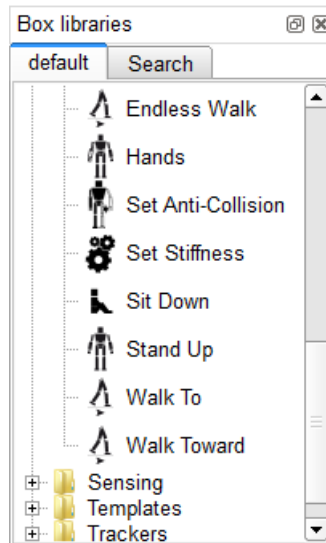 Box libraries
default Search
Endless Walk
Hands
Set Anti-Collision
Set Stiffness
Sit Down
Stand Up
Walk To
Walk Toward
Sensing
Templates
Trackers